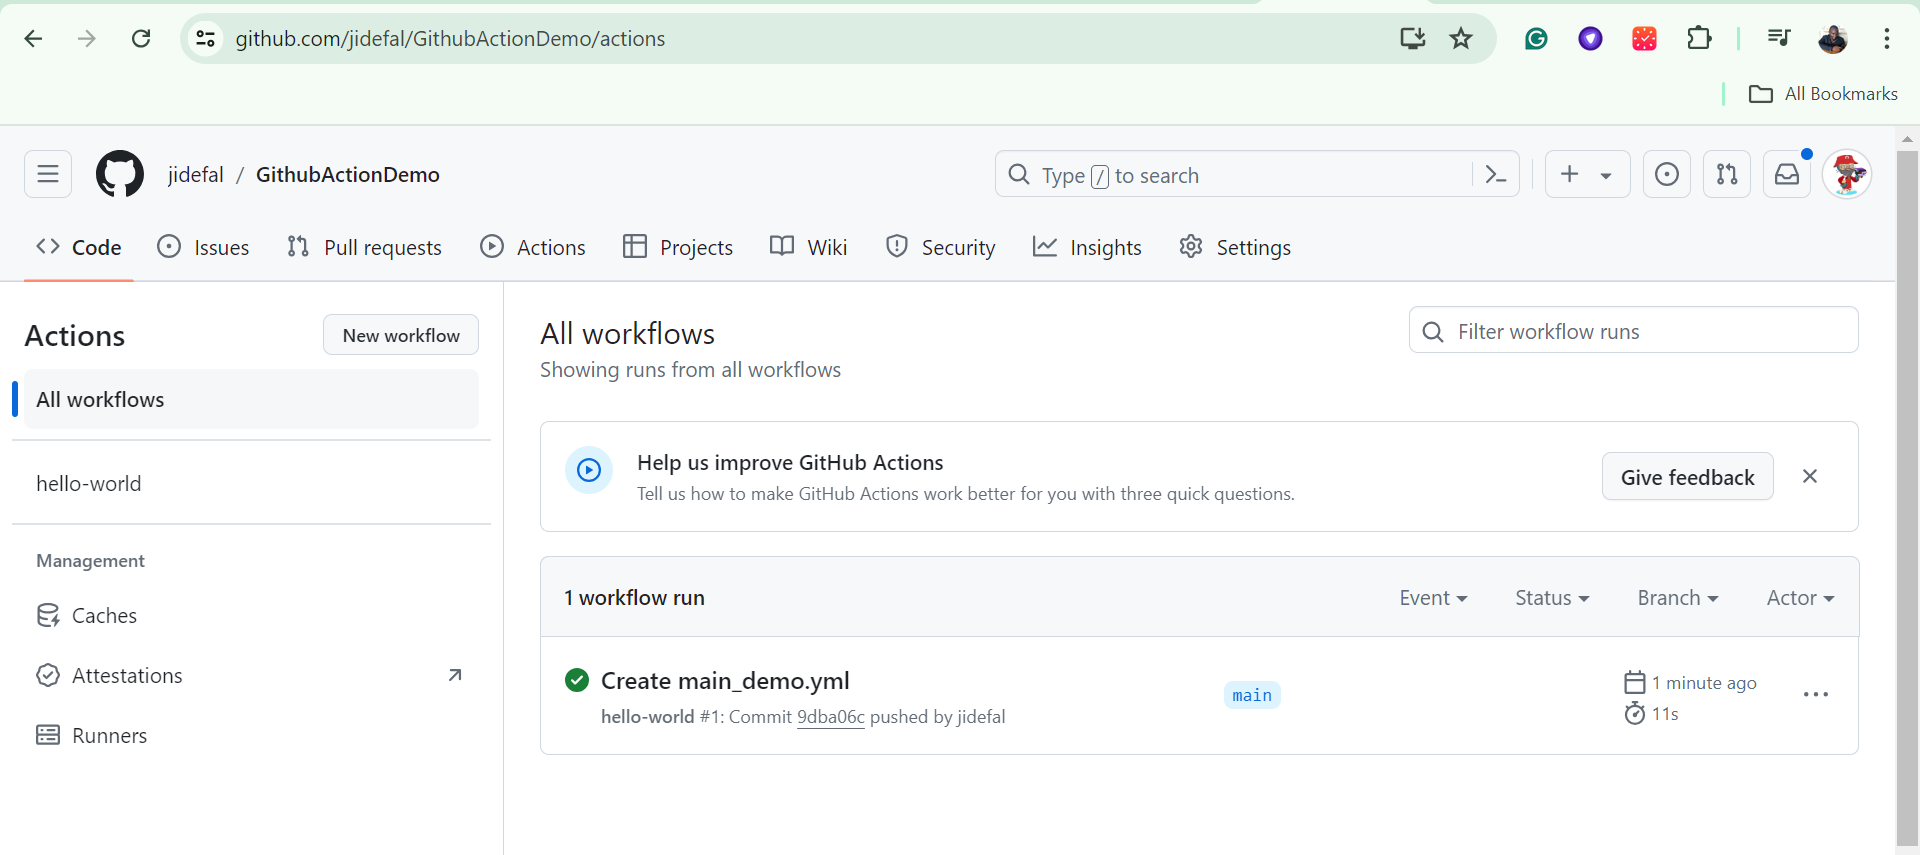 github.com/jidefal/GithubActionDemo/actions
All Bookmarks
jidefal / GithubActionDemo
Type / to search
Code Issues Pull requests Actions Projects Wiki Security Insights Settings
Actions
New workflow
All workflows
hello-world
Management
Caches
Attestations
Runners
All workflows
Showing runs from all workflows
Filter workflow runs
Help us improve GitHub Actions
Tell us how to make GitHub Actions work better for you with three quick questions.
Give feedback
1 workflow run
Event Status Branch Actor
Create main_demo.yml
hello-world #1: Commit 9dba06c pushed by jidefal
main
1 minute ago
11s